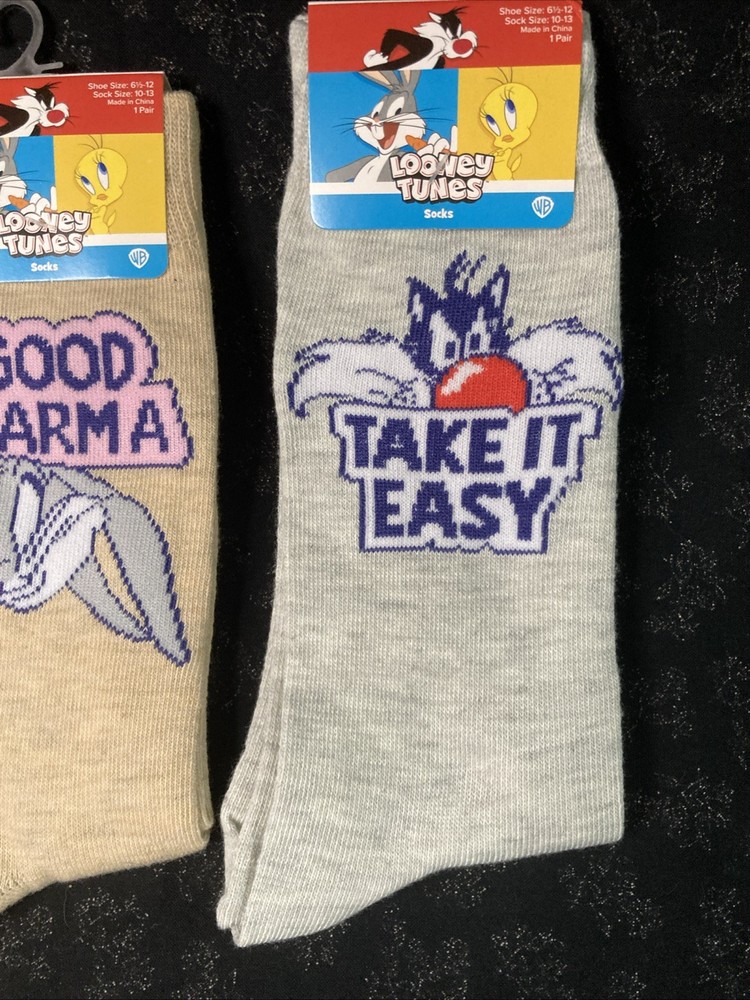 Shoe Size: 6½-12
Sock Size: 10-13
Made in China
1 Pair
LOONEY
TUNES
Socks
WB
GOOD
ARMA
Shoe Size: 6½-12
Sock Size: 10-13
Made in China
1 Pair
LOONEY
TUNES
Socks
WB
TAKE IT
EASY